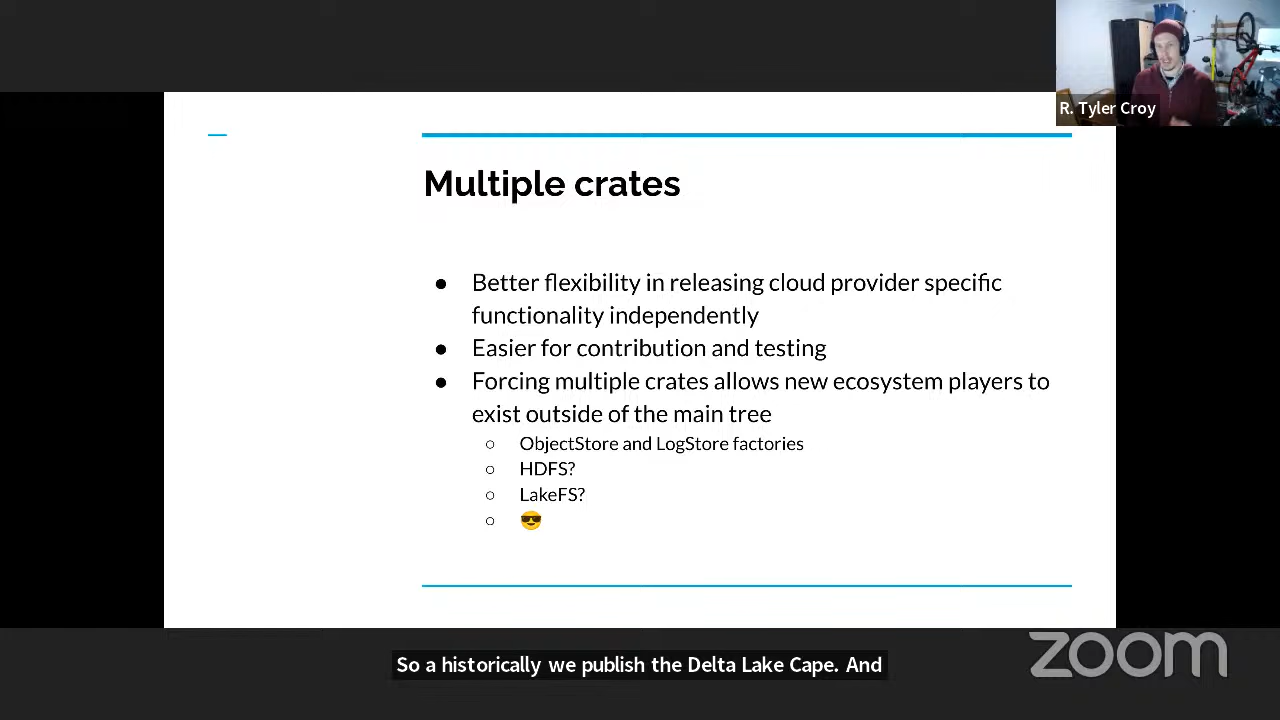 R. Tyler Croy
Multiple crates
● Better flexibility in releasing cloud provider specific
functionality independently
● Easier for contribution and testing
● Forcing multiple crates allows new ecosystem players to
exist outside of the main tree
○ ObjectStore and LogStore factories
○ HDFS?
○ LakeFS?
○ 😎
So a historically we publish the Delta Lake Cape. And
zoom